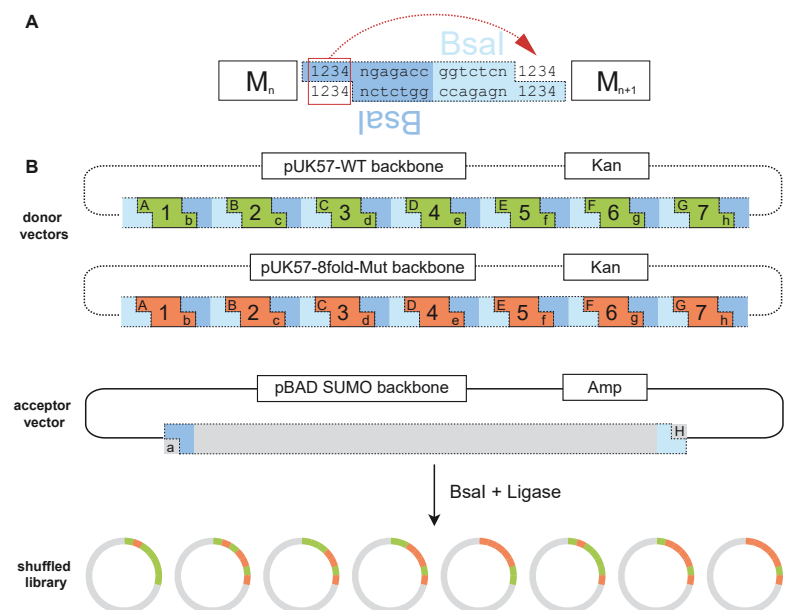 A
BsaI
1234 ngagacc ggtctcn 1234
M n M n+1
1234 nctctgg ccagagn 1234
BsaI
B
pUK57-WT backbone Kan
donor vectors
A 1 b B 2 c C 3 d D 4 e E 5 f F 6 g G 7 h
pUK57-8fold-Mut backbone Kan
A 1 b B 2 c C 3 d D 4 e E 5 f F 6 g G 7 h
pBAD SUMO backbone Amp
acceptor vector
a H
BsaI + Ligase
shuffled library